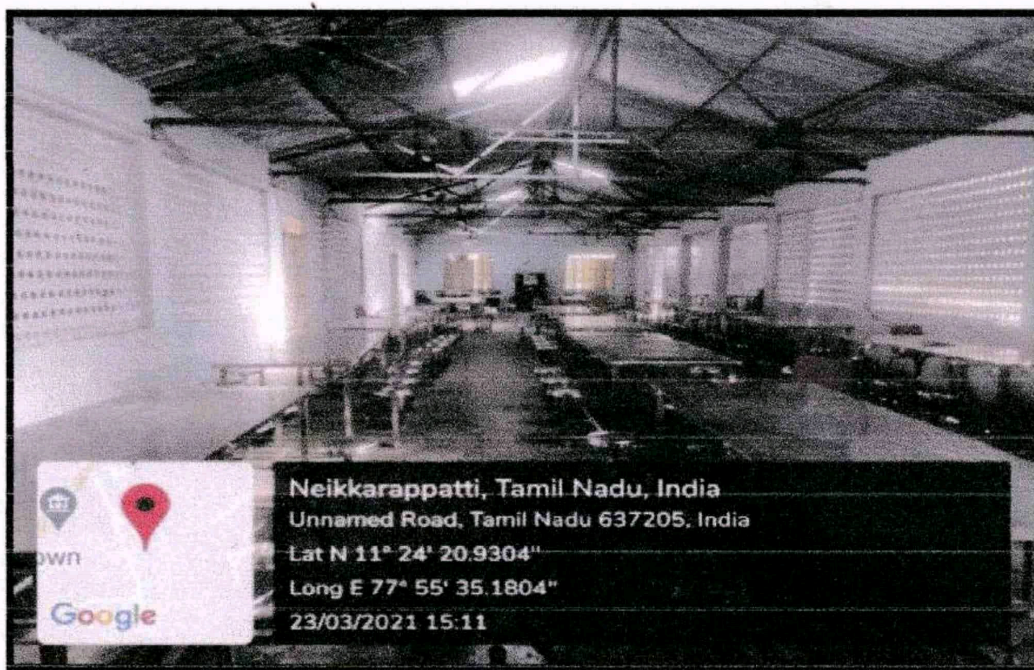 own
Google
Neikkarappatti, Tamil Nadu, India
Unnamed Road, Tamil Nadu 637205, India
Lat N 11° 24' 20.9304"
Long E 77° 55' 35.1804"
23/03/2021 15:11